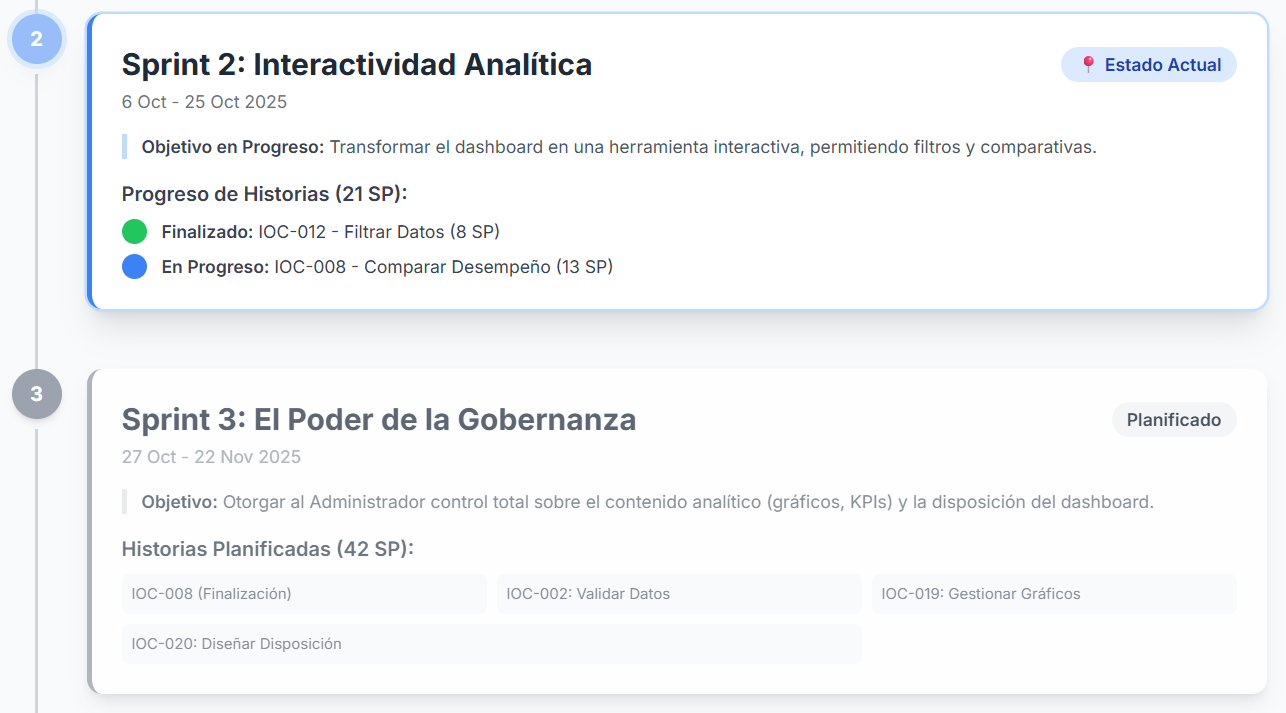 2
Sprint 2: Interactividad Analítica
Estado Actual
6 Oct - 25 Oct 2025
Objetivo en Progreso: Transformar el dashboard en una herramienta interactiva, permitiendo filtros y comparativas.
Progreso de Historias (21 SP):
Finalizado: IOC-012 - Filtrar Datos (8 SP)
En Progreso: IOC-008 - Comparar Desempeño (13 SP)
3
Sprint 3: El Poder de la Gobernanza
Planificado
27 Oct - 22 Nov 2025
Objetivo: Otorgar al Administrador control total sobre el contenido analítico (gráficos, KPIs) y la disposición del dashboard.
Historias Planificadas (42 SP):
IOC-008 (Finalización)
IOC-002: Validar Datos
IOC-019: Gestionar Gráficos
IOC-020: Diseñar Disposición